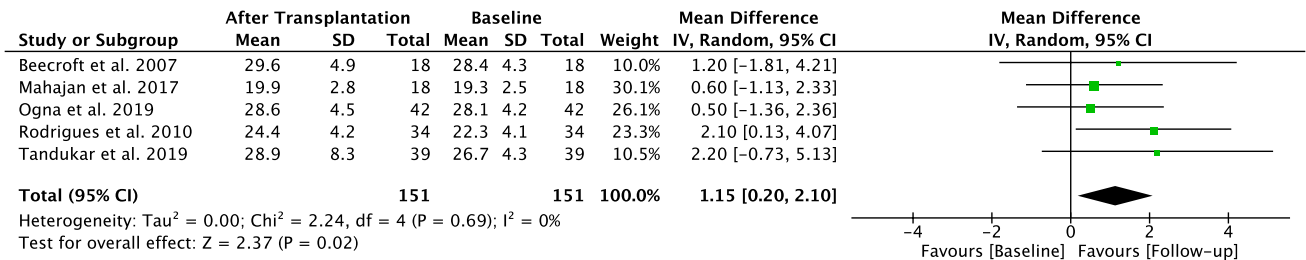 After Transplantation Baseline Mean Difference Mean Difference
Study or Subgroup Mean SD Total Mean SD Total Weight IV, Random, 95% CI IV, Random, 95% CI
Beecroft et al. 2007 29.6 4.9 18 28.4 4.3 18 10.0% 1.20 [−1.81, 4.21]
Mahajan et al. 2017 19.9 2.8 18 19.3 2.5 18 30.1% 0.60 [−1.13, 2.33]
Ogna et al. 2019 28.6 4.5 42 28.1 4.2 42 26.1% 0.50 [−1.36, 2.36]
Rodrigues et al. 2010 24.4 4.2 34 22.3 4.1 34 23.3% 2.10 [0.13, 4.07]
Tandukar et al. 2019 28.9 8.3 39 26.7 4.3 39 10.5% 2.20 [−0.73, 5.13]
Total (95% CI) 151 151 100.0% 1.15 [0.20, 2.10]
Heterogeneity: Tau² = 0.00; Chi² = 2.24, df = 4 (P = 0.69); I² = 0%
Test for overall effect: Z = 2.37 (P = 0.02)
−4 −2 0 2 4
Favours [Baseline] Favours [Follow-up]